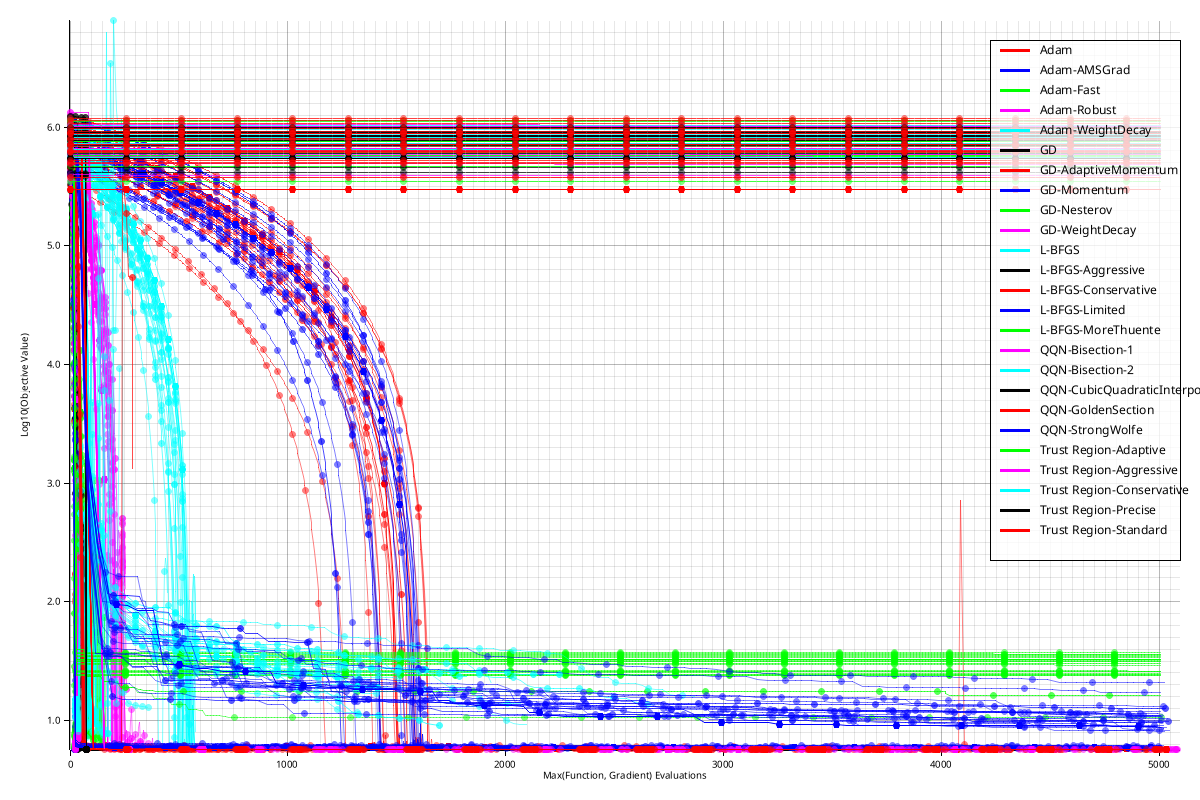 Log10(Objective Value)
6.0
5.0
4.0
3.0
2.0
1.0
0
1000
2000
3000
4000
5000
Max(Function, Gradient) Evaluations
Adam
Adam-AMSGrad
Adam-Fast
Adam-Robust
Adam-WeightDecay
GD
GD-AdaptiveMomentum
GD-Momentum
GD-Nesterov
GD-WeightDecay
L-BFGS
L-BFGS-Aggressive
L-BFGS-Conservative
L-BFGS-Limited
L-BFGS-MoreThuente
QQN-Bisection-1
QQN-Bisection-2
QQN-CubicQuadraticInterpo
QQN-GoldenSection
QQN-StrongWolfe
Trust Region-Adaptive
Trust Region-Aggressive
Trust Region-Conservative
Trust Region-Precise
Trust Region-Standard